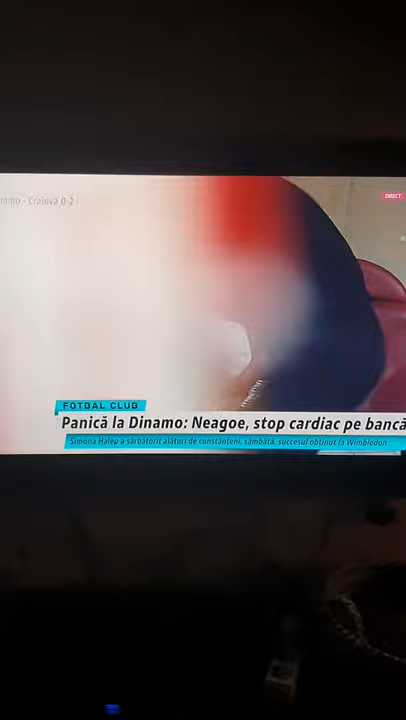 - Craiova 0-2
DIRECT
FOTBAL CLUB
Panică la Dinamo: Neagoe, stop cardiac pe bancă
Simona Halep a sărbătorit alături de constănțeni, sâmbătă, succesul obținut la Wimbledon